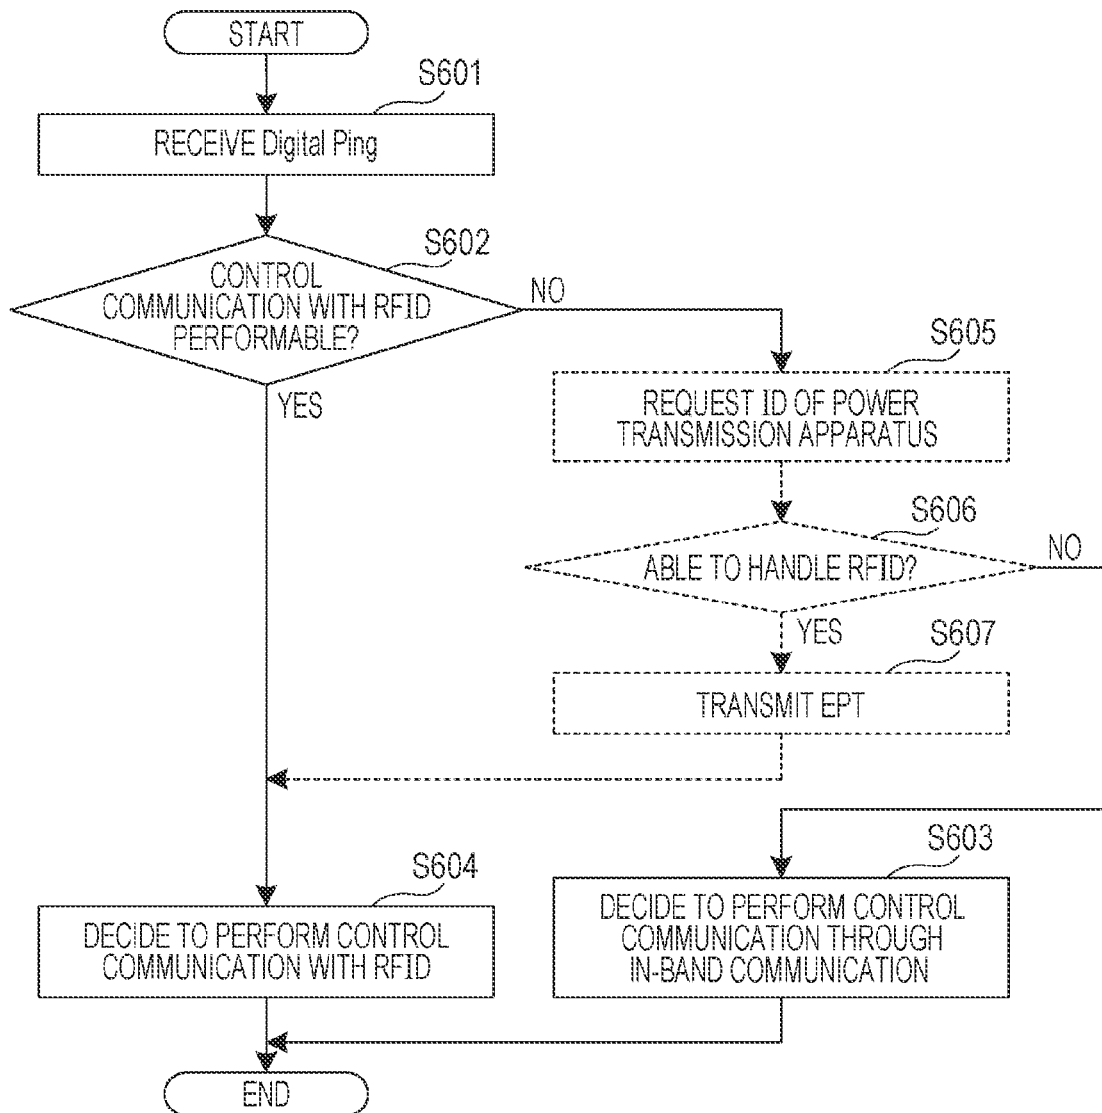 START
S601
RECEIVE Digital Ping
S602
CONTROL
COMMUNICATION WITH RFID
PERFORMABLE?
NO
YES
S605
REQUEST ID OF POWER
TRANSMISSION APPARATUS
S606
ABLE TO HANDLE RFID?
NO
YES
S607
TRANSMIT EPT
S604
DECIDE TO PERFORM CONTROL
COMMUNICATION WITH RFID
S603
DECIDE TO PERFORM CONTROL
COMMUNICATION THROUGH
IN-BAND COMMUNICATION
END